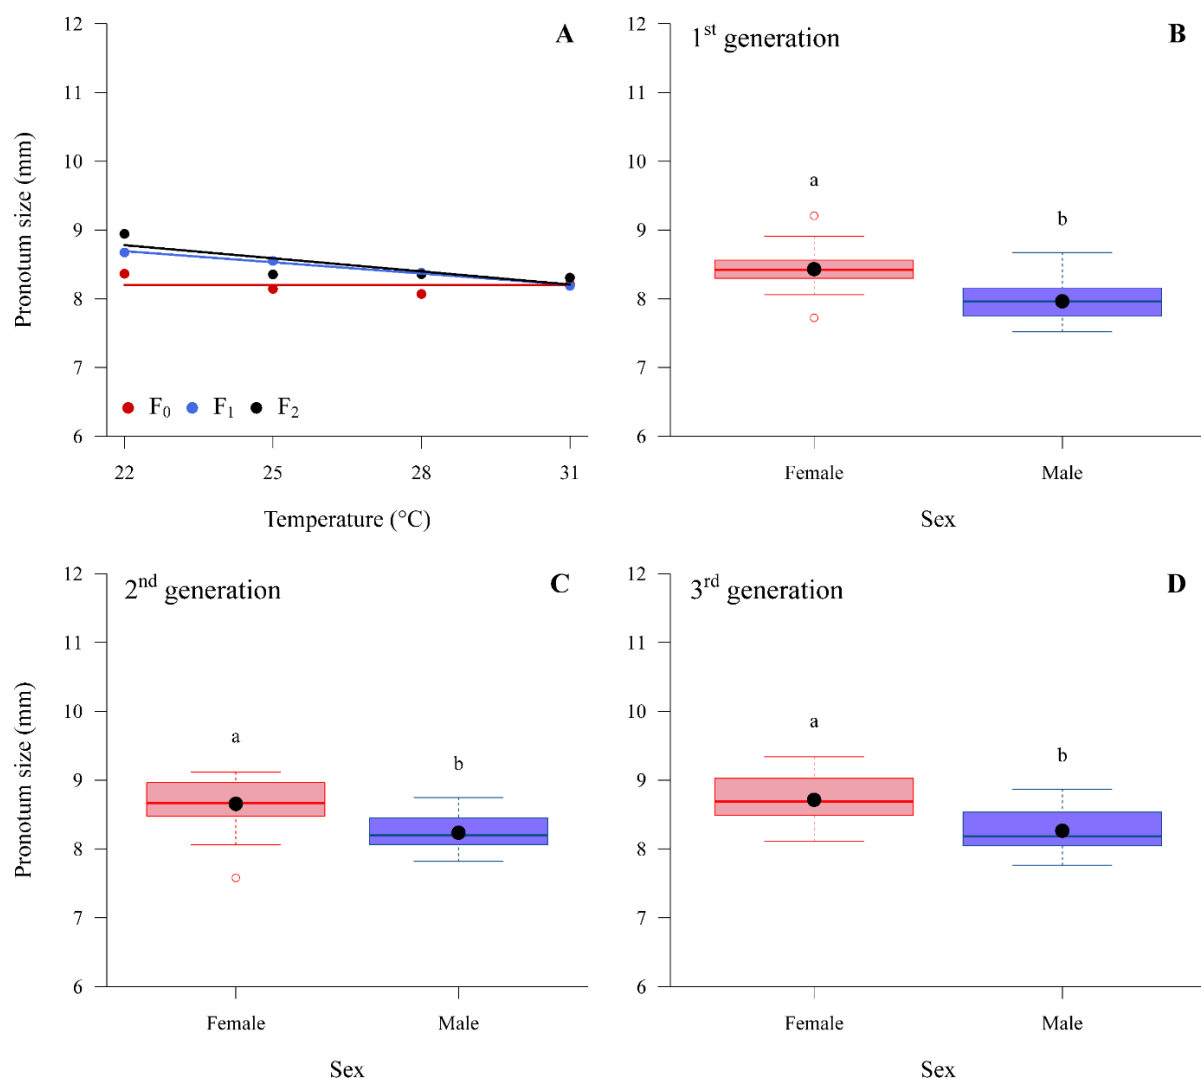 A
12
11
10
9
8
7
6
Pronotum size (mm)
F0 F1 F2
22 25 28 31
Temperature (°C)
1st generation B
12
11
10
9
8
7
6
a
b
Female Male
Sex
2nd generation C
12
11
10
9
8
7
6
Pronotum size (mm)
a
b
Female Male
Sex
3rd generation D
12
11
10
9
8
7
6
a
b
Female Male
Sex